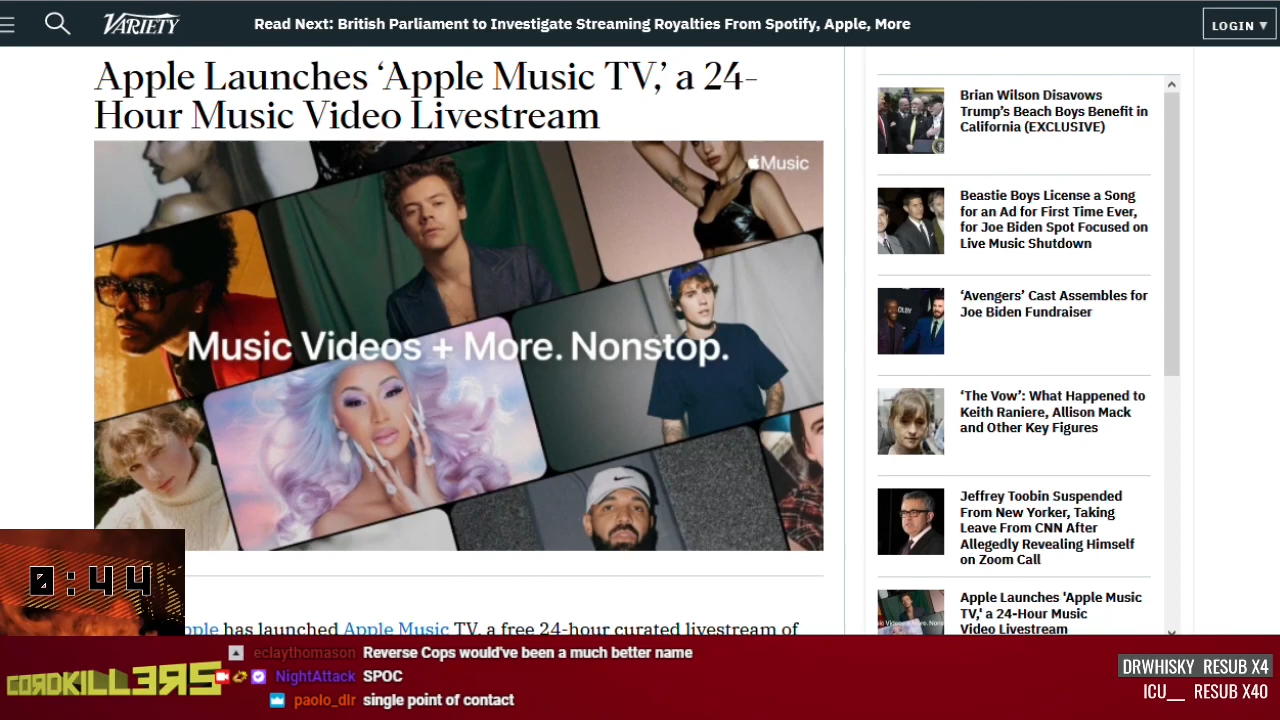 VARIETY
Read Next: British Parliament to Investigate Streaming Royalties From Spotify, Apple, More
LOGIN ▼
Apple Launches ‘Apple Music TV,’ a 24-
Hour Music Video Livestream
Music
Music Videos + More. Nonstop.
Brian Wilson Disavows
Trump’s Beach Boys Benefit in
California (EXCLUSIVE)
Beastie Boys License a Song
for an Ad for First Time Ever,
for Joe Biden Spot Focused on
Live Music Shutdown
‘Avengers’ Cast Assembles for
Joe Biden Fundraiser
‘The Vow’: What Happened to
Keith Raniere, Allison Mack
and Other Key Figures
Jeffrey Toobin Suspended
From New Yorker, Taking
Leave From CNN After
Allegedly Revealing Himself
on Zoom Call
Apple Launches 'Apple Music
TV,' a 24-Hour Music
Video Livestream
0:44
pple has launched Apple Music TV, a free 24-hour curated livestream of
CORDKILLERS
eclaythomason Reverse Cops would've been a much better name
NightAttack SPOC
paolo_dlr single point of contact
DRWHISKY RESUB X4
ICU__ RESUB X40